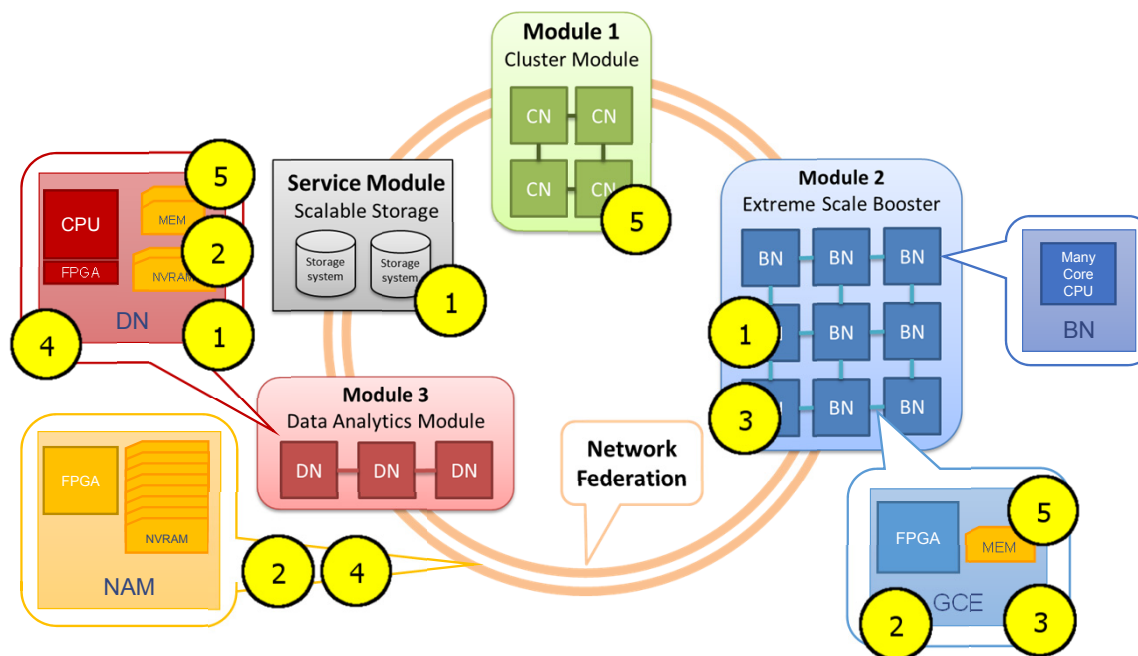 Module 1
Cluster Module
CN
CN
CN
CN
5
5
CPU
MEM
2
FPGA
NVRAM
DN
1
4
Service Module
Scalable Storage
Storage
system
Storage
system
1
Module 2
Extreme Scale Booster
BN
BN
BN
1
BN
BN
3
BN
BN
Many
Core
CPU
BN
Module 3
Data Analytics Module
DN
DN
DN
Network
Federation
FPGA
NVRAM
NAM
2
4
FPGA
5
MEM
GCE
2
3